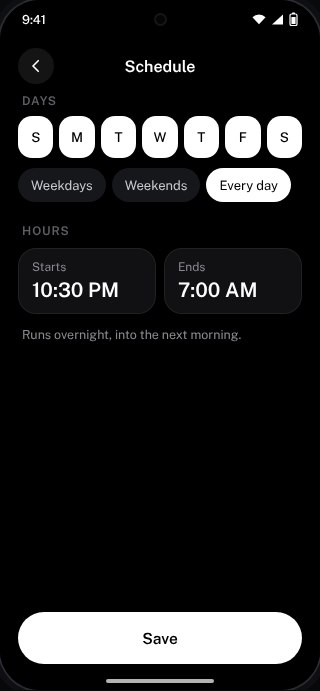 9:41
Schedule
DAYS
S M T W T F S
Weekdays Weekends Every day
HOURS
Starts Ends
10:30 PM 7:00 AM
Runs overnight, into the next morning.
Save